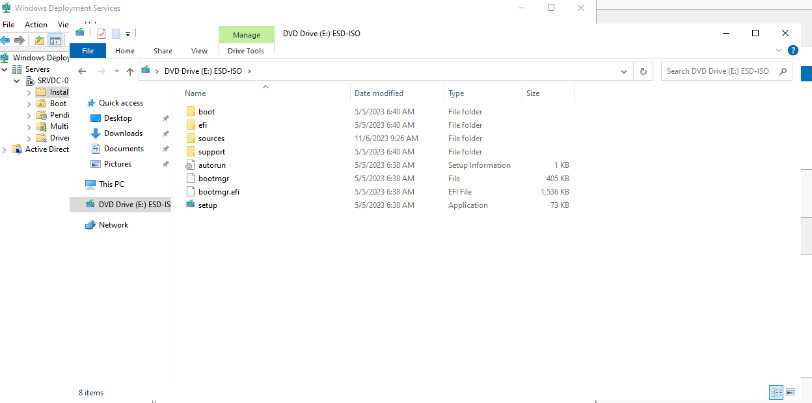 Windows Deployment Services
File Action Vie
Manage
DVD Drive (E:) ESD-ISO
File Home Share View Drive Tools
DVD Drive (E:) ESD-ISO
Search DVD Drive (E:) ESD-ISO
Windows Deploy
Servers
SRVDC-0
Instal
Boot
Pendi
Multi
Driver
Active Direct
Quick access
Desktop
Downloads
Documents
Pictures
This PC
DVD Drive (E:) ESD-IS
Network
Name Date modified Type Size
boot 5/5/2023 6:40 AM File folder
efi 5/5/2023 6:40 AM File folder
sources 11/6/2023 9:26 AM File folder
support 5/5/2023 6:40 AM File folder
autorun 5/5/2023 6:38 AM Setup Information 1 KB
bootmgr 5/5/2023 6:38 AM File 405 KB
bootmgr.efi 5/5/2023 6:38 AM EFI File 1,536 KB
setup 5/5/2023 6:38 AM Application 73 KB
8 items